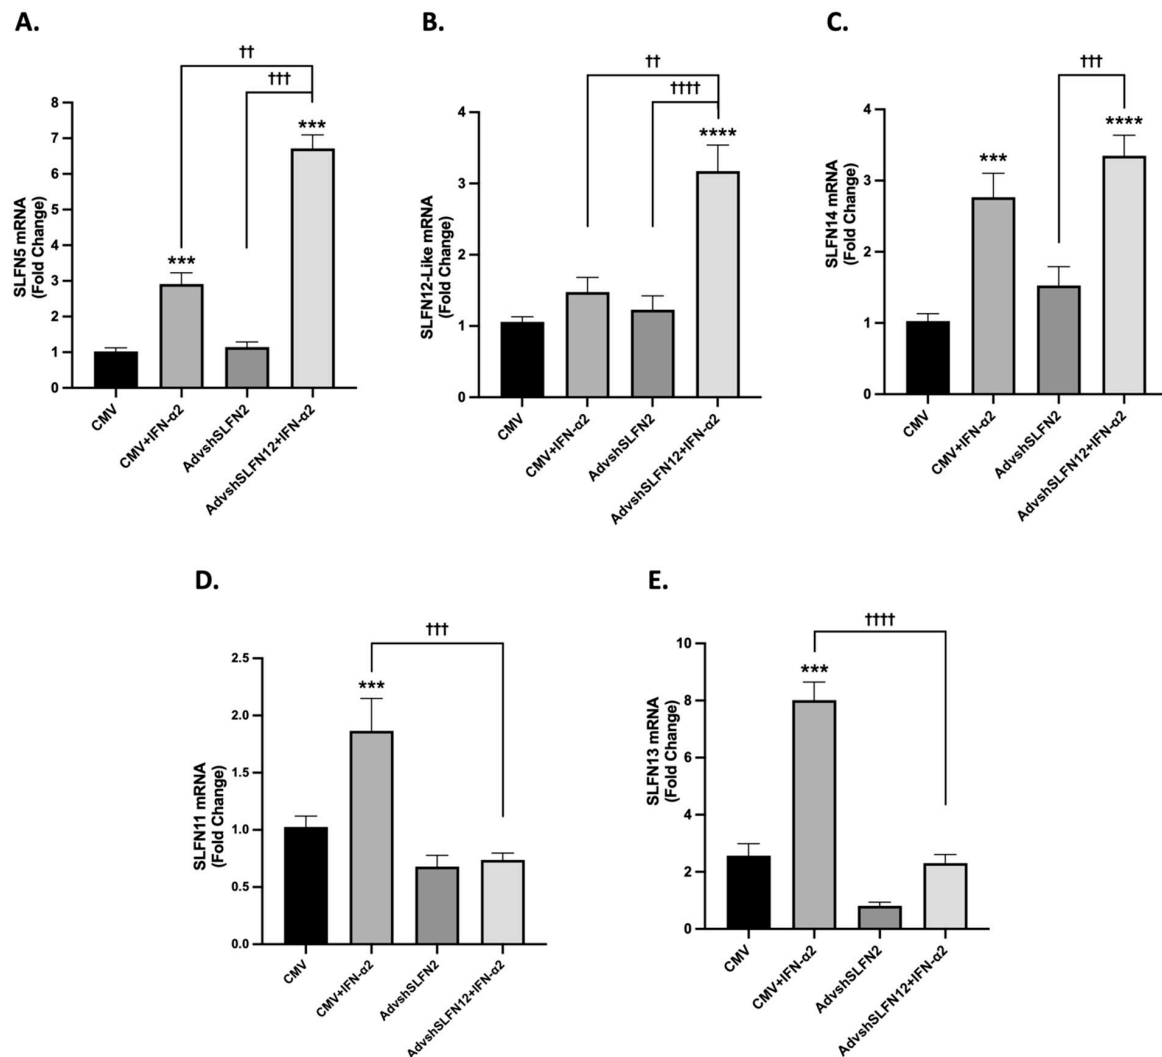 A.
††
†††
***
***
SLFN5 mRNA
(Fold Change)
8
7
6
5
4
3
2
1
0
CMV
CMV+IFN-α2
AdvshSLFN2
AdvshSLFN12+IFN-α2
B.
††
††††
****
SLFN12-Like mRNA
(Fold Change)
4
3
2
1
0
CMV
CMV+IFN-α2
AdvshSLFN2
AdvshSLFN12+IFN-α2
C.
†††
****
***
SLFN14 mRNA
(Fold Change)
4
3
2
1
0
CMV
CMV+IFN-α2
AdvshSLFN2
AdvshSLFN12+IFN-α2
D.
†††
***
SLFN11 mRNA
(Fold Change)
2.5
2.0
1.5
1.0
0.5
0.0
CMV
CMV+IFN-α2
AdvshSLFN2
AdvshSLFN12+IFN-α2
E.
††††
***
SLFN13 mRNA
(Fold Change)
10
8
6
4
2
0
CMV
CMV+IFN-α2
AdvshSLFN2
AdvshSLFN12+IFN-α2